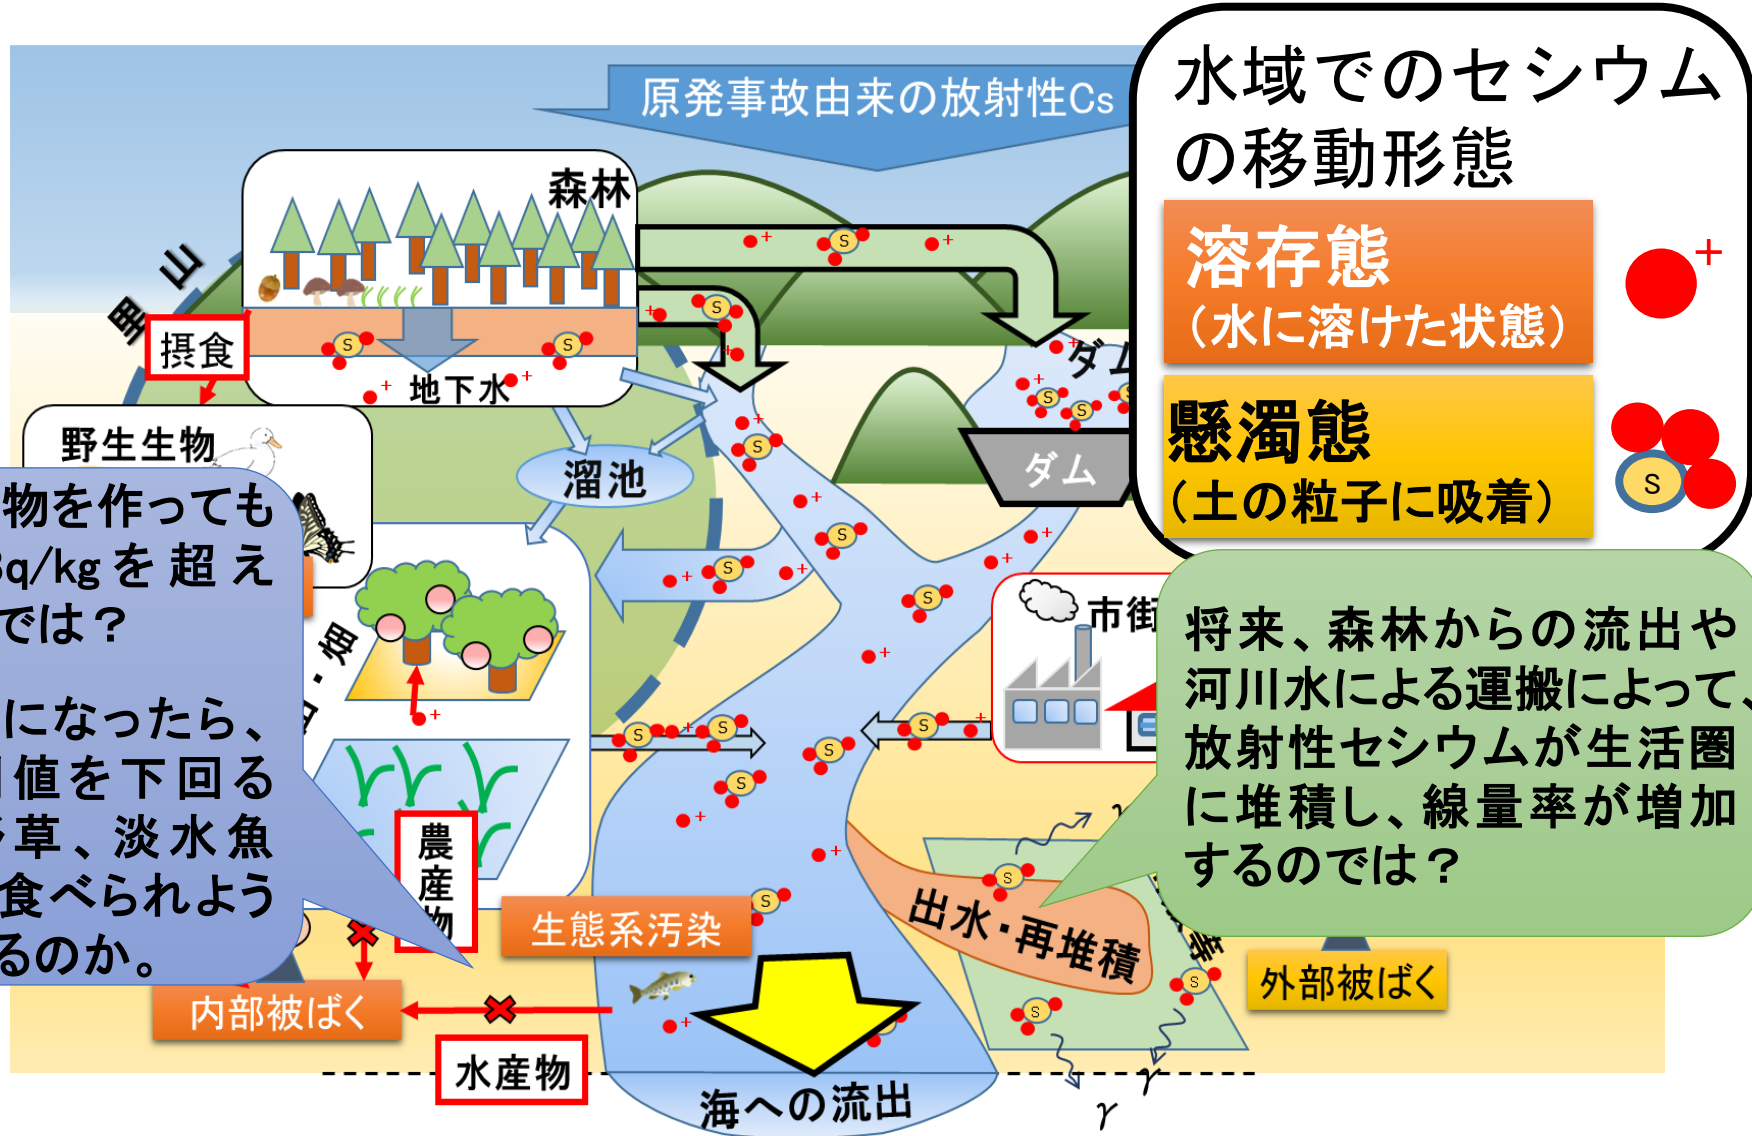 原発事故由来の放射性Cs
水域でのセシウム
の移動形態
溶存態
（水に溶けた状態）
+
懸濁態
（土の粒子に吸着）
S
森林
里山
摂食
地下水
野生生物
溜池
ダム
ダム
物を作っても
Bq/kgを超え
では？
になったら、
値を下回る
草、淡水魚
食べられよう
るのか。
・畑
市街
将来、森林からの流出や
河川水による運搬によって、
放射性セシウムが生活圏
に堆積し、線量率が増加
するのでは？
農産物
生態系汚染
出水・再堆積
外部被ばく
内部被ばく
水産物
海への流出
γ
γ